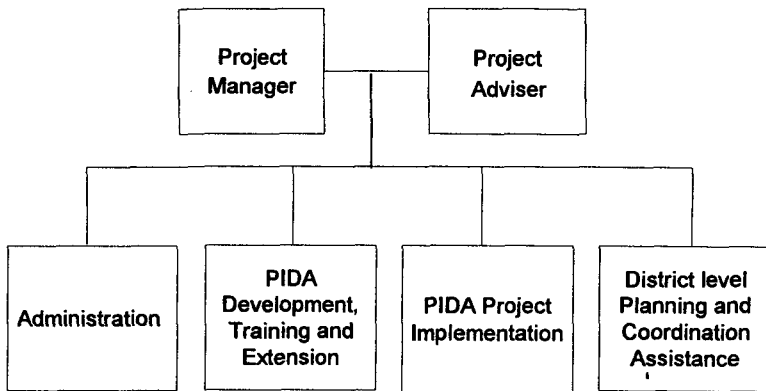 Project
Manager
Project
Adviser
Administration
PIDA
Development,
Training and
Extension
PIDA Project
Implementation
District level
Planning and
Coordination
Assistance